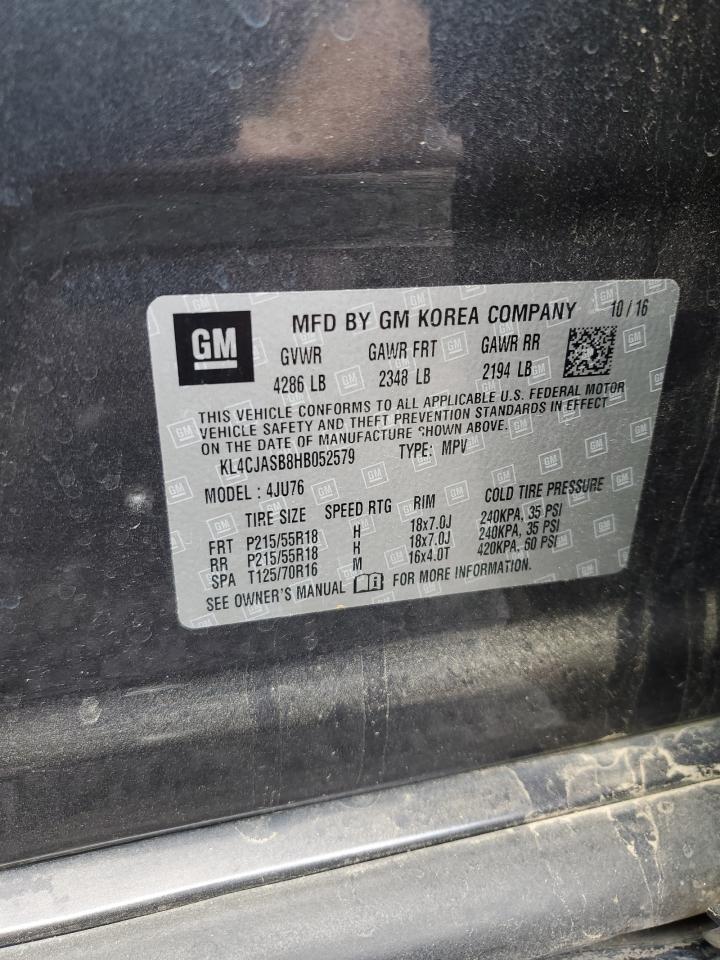 GM
MFD BY GM KOREA COMPANY 10 / 16
GVWR GAWR FRT GAWR RR
4286 LB 2348 LB 2194 LB
THIS VEHICLE CONFORMS TO ALL APPLICABLE U.S. FEDERAL MOTOR
VEHICLE SAFETY AND THEFT PREVENTION STANDARDS IN EFFECT
ON THE DATE OF MANUFACTURE SHOWN ABOVE.
KL4CJASB8HB052579 TYPE: MPV
MODEL : 4JU76
TIRE SIZE SPEED RTG RIM COLD TIRE PRESSURE
FRT P215/55R18 H 18x7.0J 240KPA, 35 PSI
RR P215/55R18 H 18x7.0J 240KPA, 35 PSI
SPA T125/70R16 M 16x4.0T 420KPA, 60 PSI
SEE OWNER'S MANUAL FOR MORE INFORMATION.